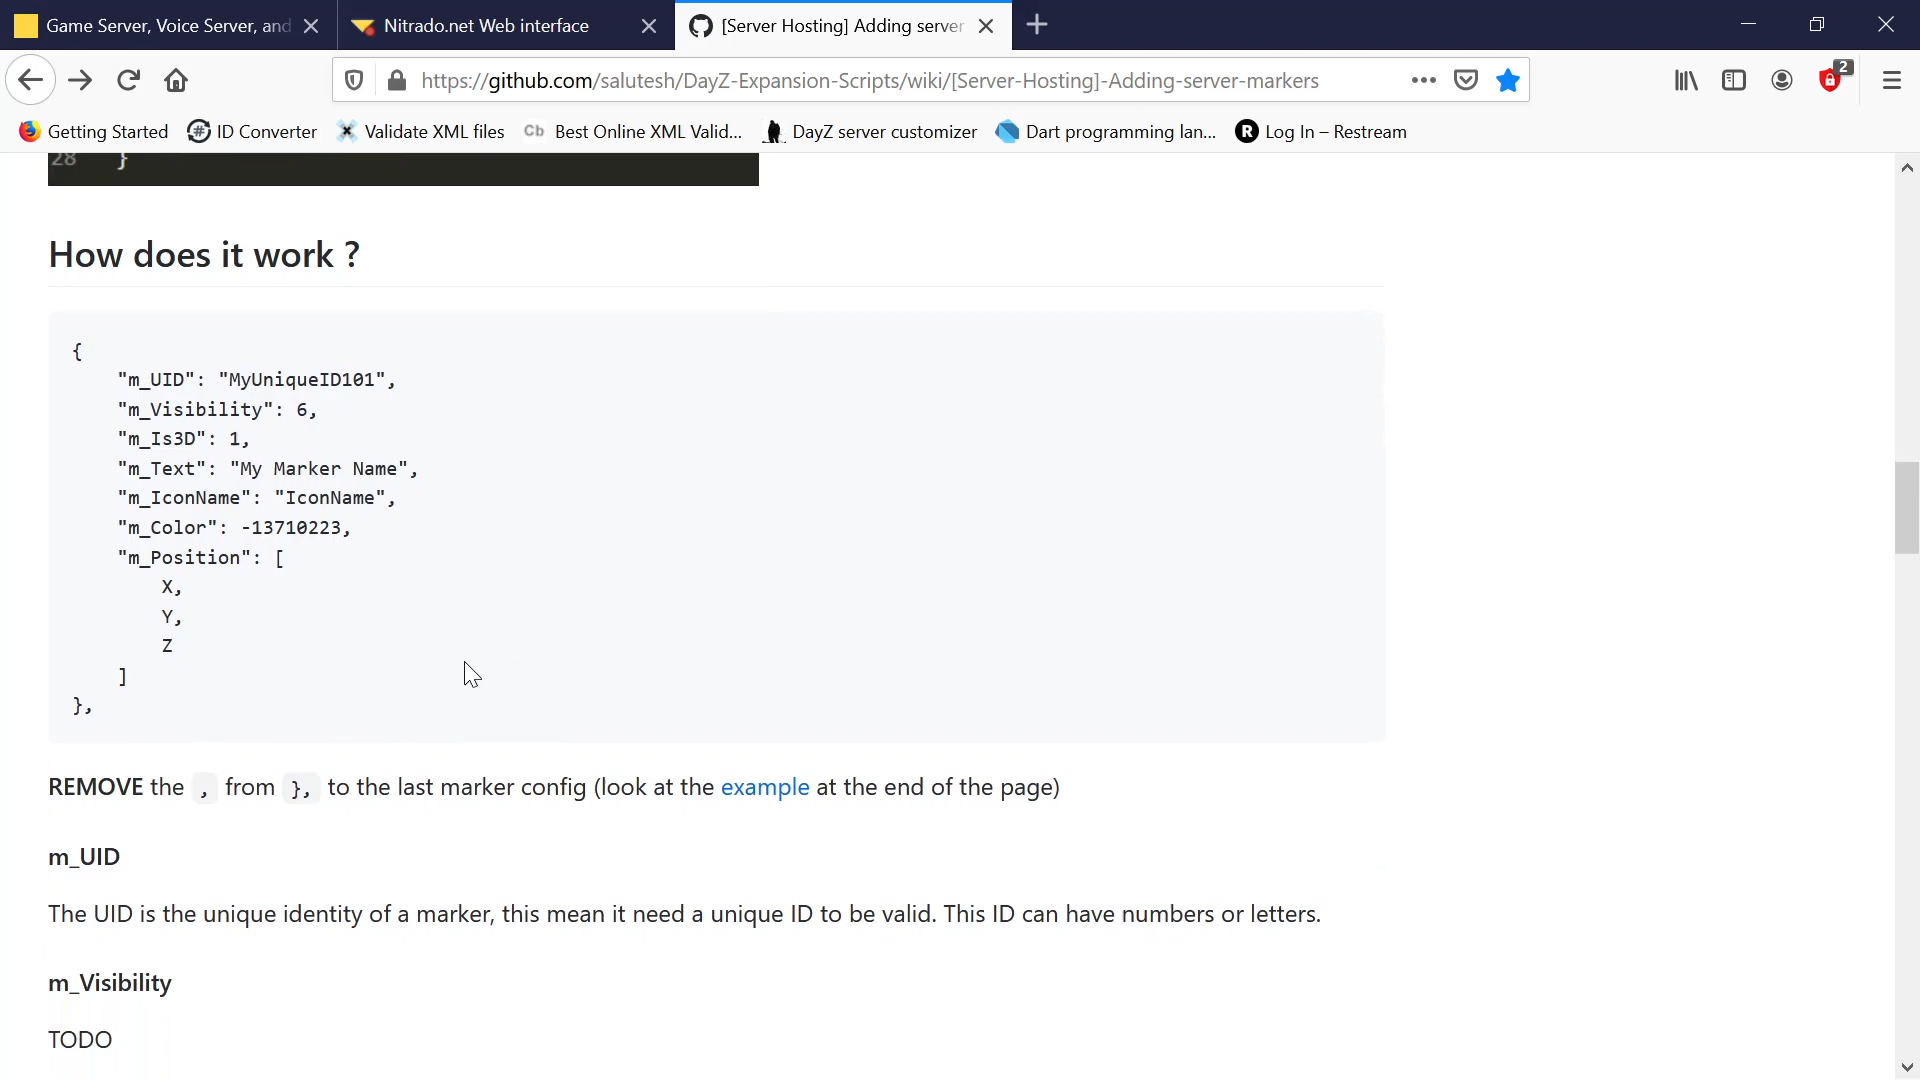 Game Server, Voice Server, and
Nitrado.net Web interface
[Server Hosting] Adding server
https://github.com/salutesh/DayZ-Expansion-Scripts/wiki/[Server-Hosting]-Adding-server-markers
2
Getting Started
ID Converter
Validate XML files
Cb Best Online XML Valid...
DayZ server customizer
Dart programming lan...
R Log In – Restream
28 }
How does it work ?
{
"m_UID": "MyUniqueID101",
"m_Visibility": 6,
"m_Is3D": 1,
"m_Text": "My Marker Name",
"m_IconName": "IconName",
"m_Color": -13710223,
"m_Position": [
X,
Y,
Z
]
},
REMOVE the , from }, to the last marker config (look at the example at the end of the page)
m_UID
The UID is the unique identity of a marker, this mean it need a unique ID to be valid. This ID can have numbers or letters.
m_Visibility
TODO